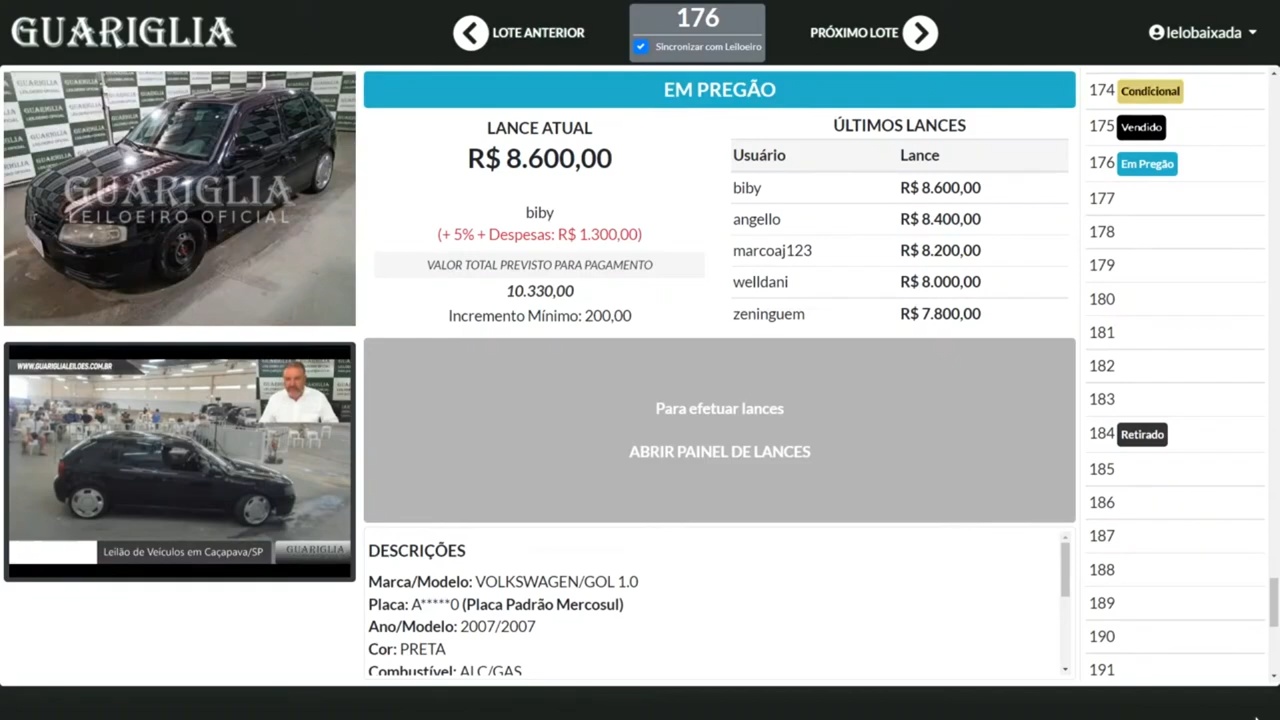 GUARIGLIA
LOTE ANTERIOR
176
Sincronizar com Leiloeiro
PRÓXIMO LOTE
lelobaixada
GUARIGLIA
LEILOEIRO OFICIAL
EM PREGÃO
LANCE ATUAL
R$ 8.600,00
biby
(+ 5% + Despesas: R$ 1.300,00)
VALOR TOTAL PREVISTO PARA PAGAMENTO
10.330,00
Incremento Mínimo: 200,00
ÚLTIMOS LANCES
Usuário Lance
biby R$ 8.600,00
angello R$ 8.400,00
marcoaj123 R$ 8.200,00
welldani R$ 8.000,00
zeninguem R$ 7.800,00
174 Condicional
175 Vendido
176 Em Pregão
177
178
179
180
181
182
183
184 Retirado
185
186
187
188
189
190
191
WWW.GUARIGLIALEILOES.COM.BR
Leilão de Veículos em Caçapava/SP
GUARIGLIA
Para efetuar lances
ABRIR PAINEL DE LANCES
DESCRIÇÕES
Marca/Modelo: VOLKSWAGEN/GOL 1.0
Placa: A*****0 (Placa Padrão Mercosul)
Ano/Modelo: 2007/2007
Cor: PRETA
Combustível: ALC/GAS